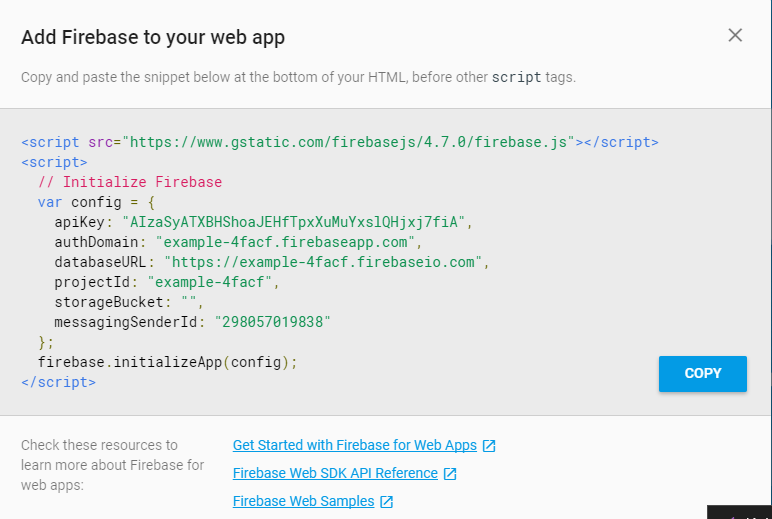 Add Firebase to your web app
Copy and paste the snippet below at the bottom of your HTML, before other script tags.
<script src="https://www.gstatic.com/firebasejs/4.7.0/firebase.js"></script>
<script>
// Initialize Firebase
var config = {
apiKey: "AIzaSyATXBHShoaJEHfTpxXuMuYxslQHjxj7fiA",
authDomain: "example-4facf.firebaseapp.com",
databaseURL: "https://example-4facf.firebaseio.com",
projectId: "example-4facf",
storageBucket: "",
messagingSenderId: "298057019838"
};
firebase.initializeApp(config);
</script>
COPY
Check these resources to
learn more about Firebase for
web apps:
Get Started with Firebase for Web Apps
Firebase Web SDK API Reference
Firebase Web Samples